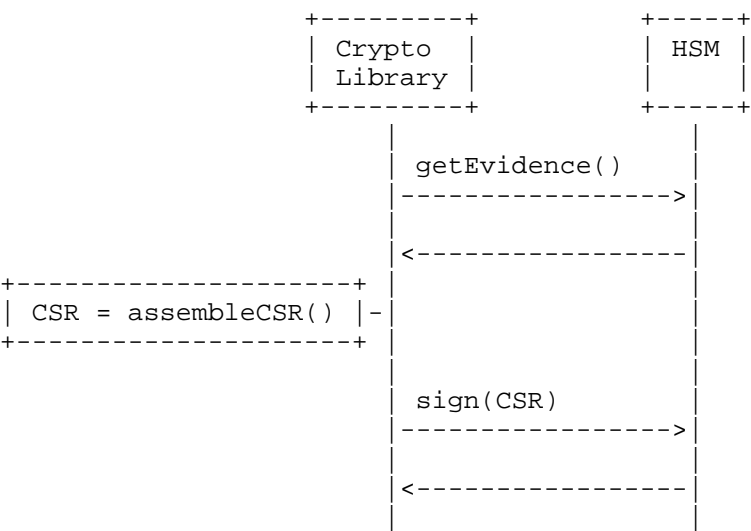 Crypto Library
HSM
getEvidence()
CSR = assembleCSR()
sign(CSR)